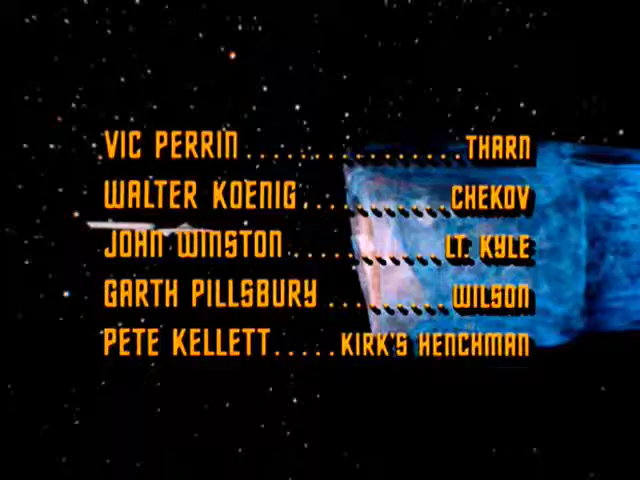 VIC PERRIN................THARN
WALTER KOENIG...........CHEKOV
JOHN WINSTON ...........LT. KYLE
GARTH PILLSBURY .........WILSON
PETE KELLETT.....KIRK'S HENCHMAN